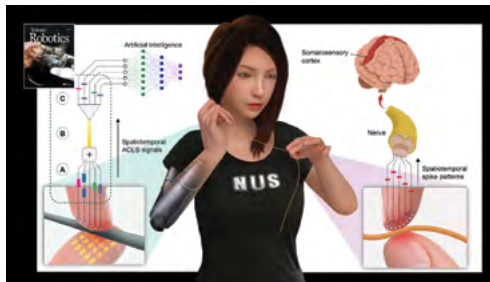 Science
Robotics
Artificial Intelligence
C
B
+
A
Spatiotemporal
ACES signals
NUS
Somatosensory
cortex
Nerve
Spatiotemporal
spike patterns